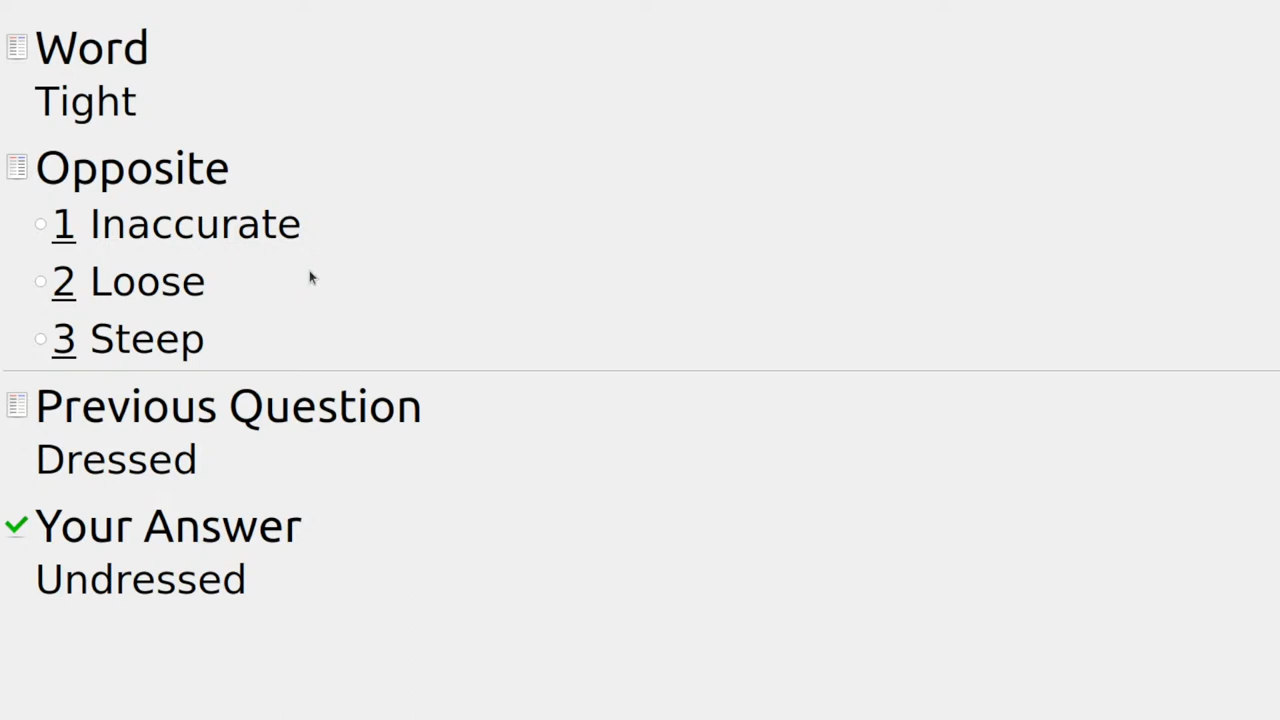 Word
Tight
Opposite
1 Inaccurate
2 Loose
3 Steep
Previous Question
Dressed
Your Answer
Undressed